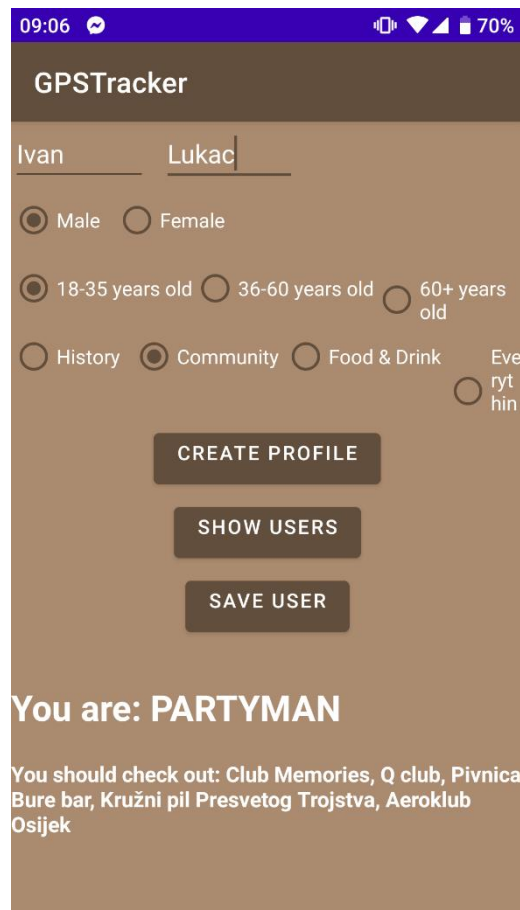 09:06 70%
GPSTracker
Ivan Lukac
Male Female
18-35 years old 36-60 years old 60+ years
old
History Community Food & Drink Eve
ryt
hin
CREATE PROFILE
SHOW USERS
SAVE USER
You are: PARTYMAN
You should check out: Club Memories, Q club, Pivnica
Bure bar, Kružni pil Presvetog Trojstva, Aeroklub
Osijek